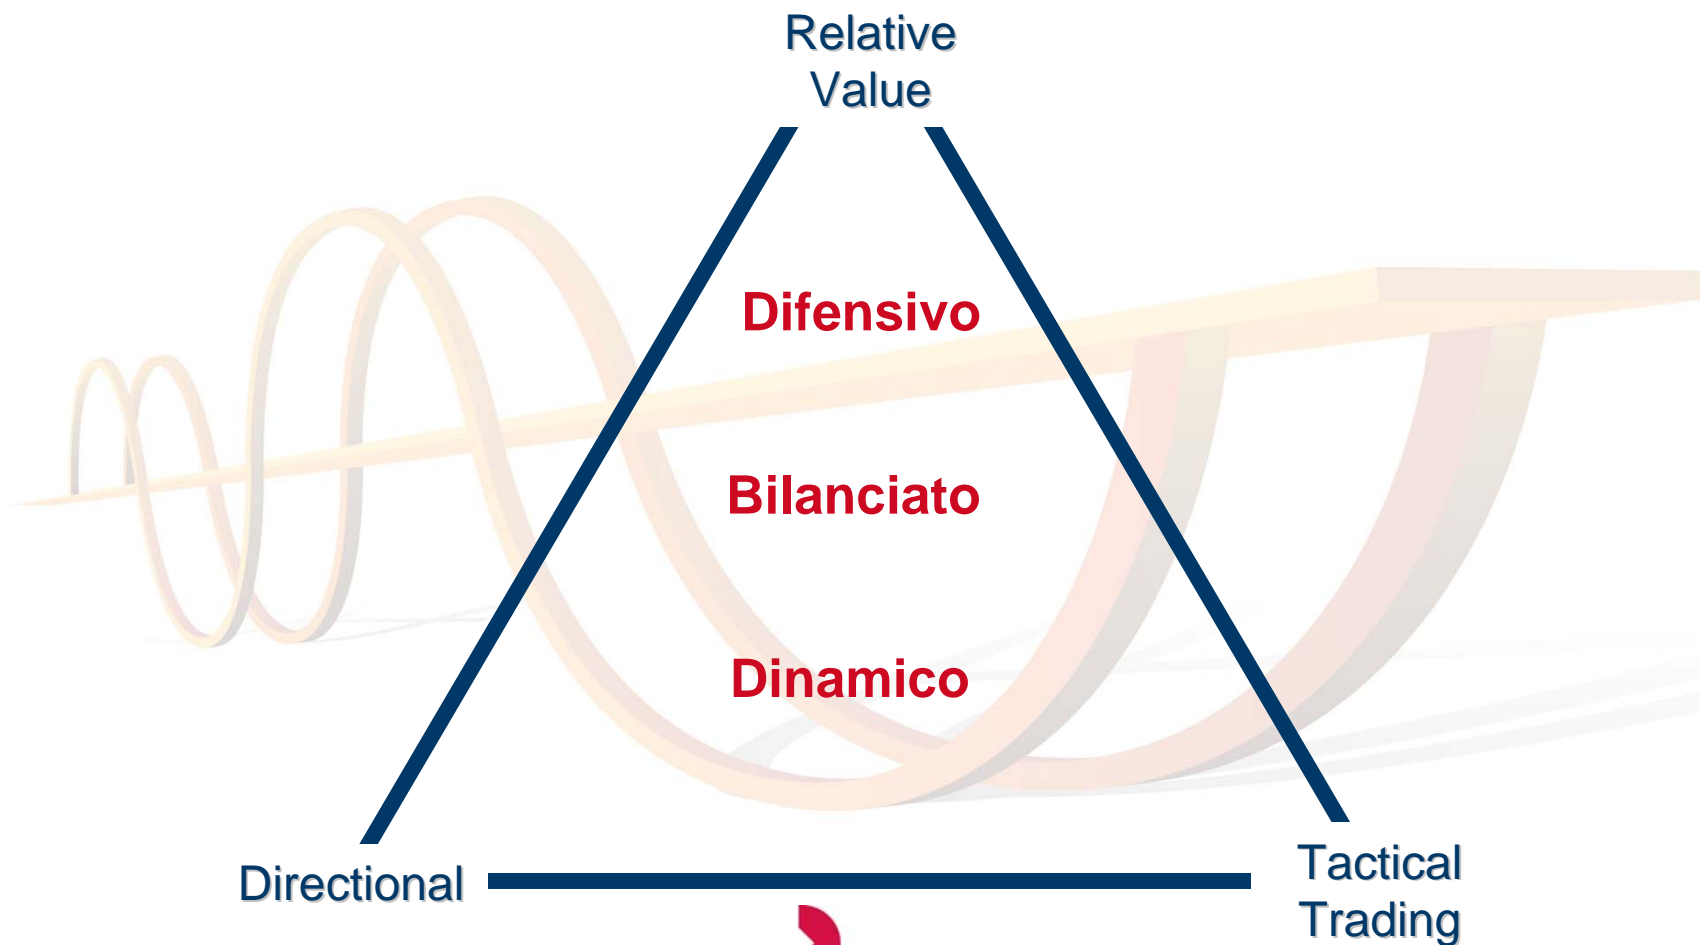 Relative
Value
Difensivo
Bilanciato
Dinamico
Directional
Tactical
Trading